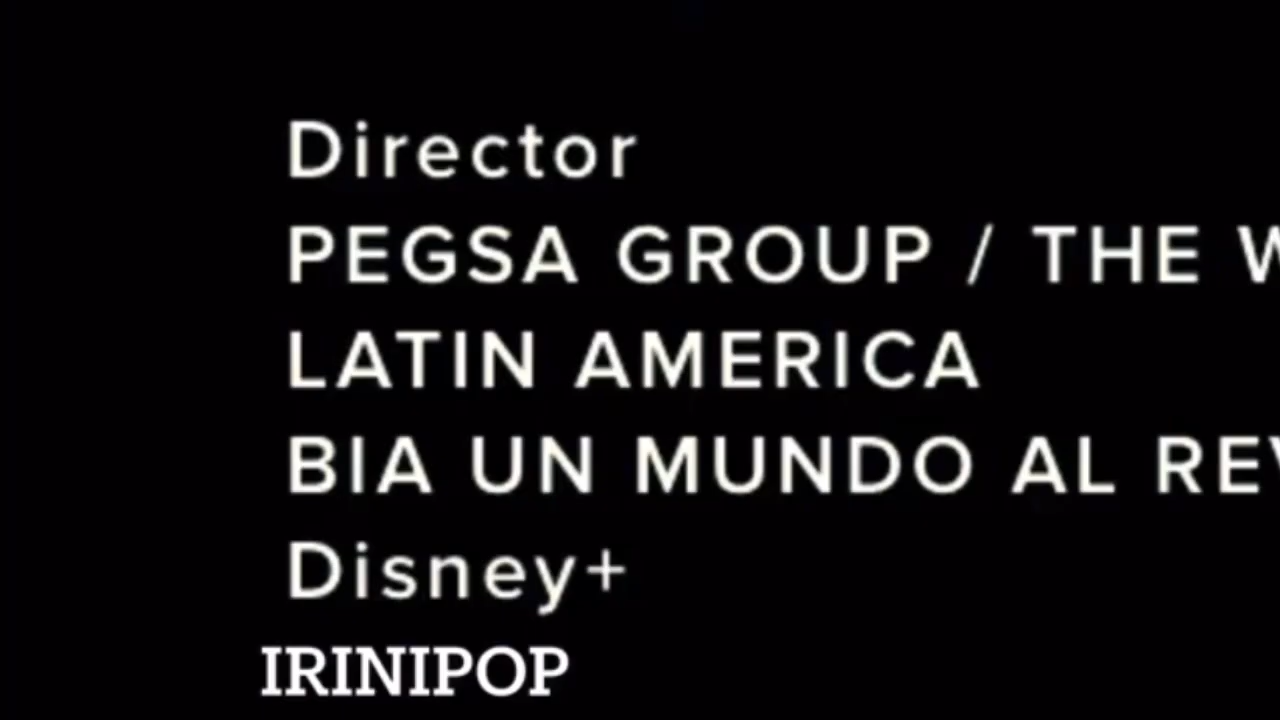 Director
PEGSA GROUP / THE
LATIN AMERICA
BIA UN MUNDO AL
Disney+
IRINIPOP